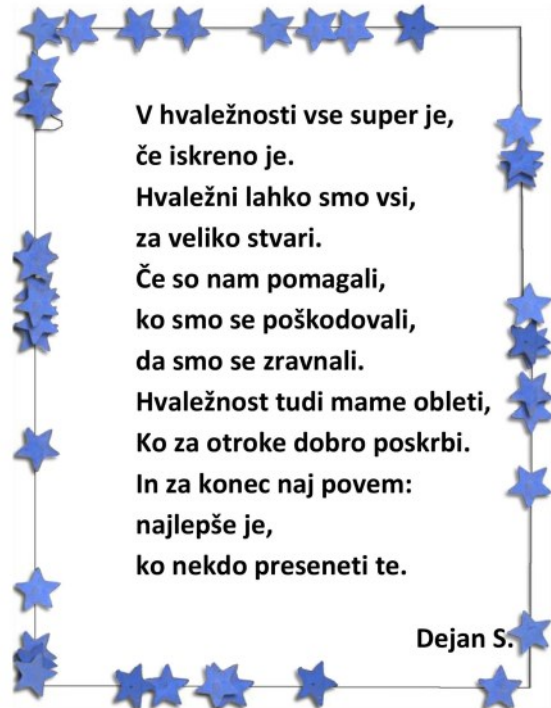 V hvaležnosti vse super je,
če iskreno je.
Hvaležni lahko smo vsi,
za veliko stvari.
Če so nam pomagali,
ko smo se poškodovali,
da smo se zravnali.
Hvaležnost tudi mame obleti,
Ko za otroke dobro poskrbi.
In za konec naj povem:
najlepše je,
ko nekdo preseneti te.
Dejan S.